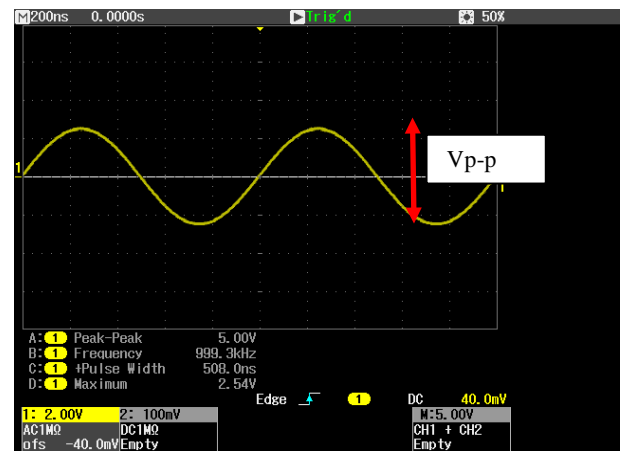 M 200ns 0.0000s Trig'd 50%
Vp-p
1
1
A: 1 Peak-Peak 5.00V
B: 1 Frequency 999.3kHz
C: 1 +Pulse Width 508.0ns
D: 1 Maximum 2.54V
Edge 1 DC 40.0mV
1: 2.00V 2: 100mV M:5.00V
AC1MΩ DC1MΩ CH1 + CH2
ofs -40.0mV Empty Empty